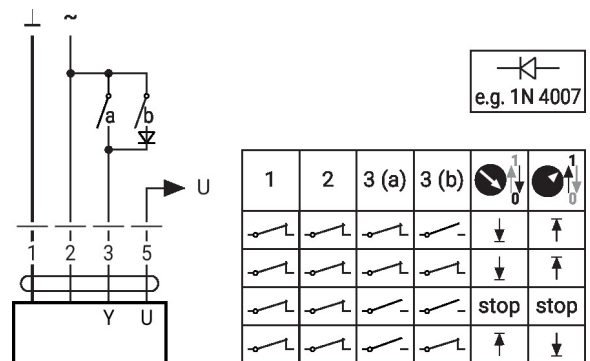 ⊥ ~
a b
U
1 2 3 5
Y U
e.g. 1N 4007
1 2 3 (a) 3 (b) 1 0 1 0
stop stop